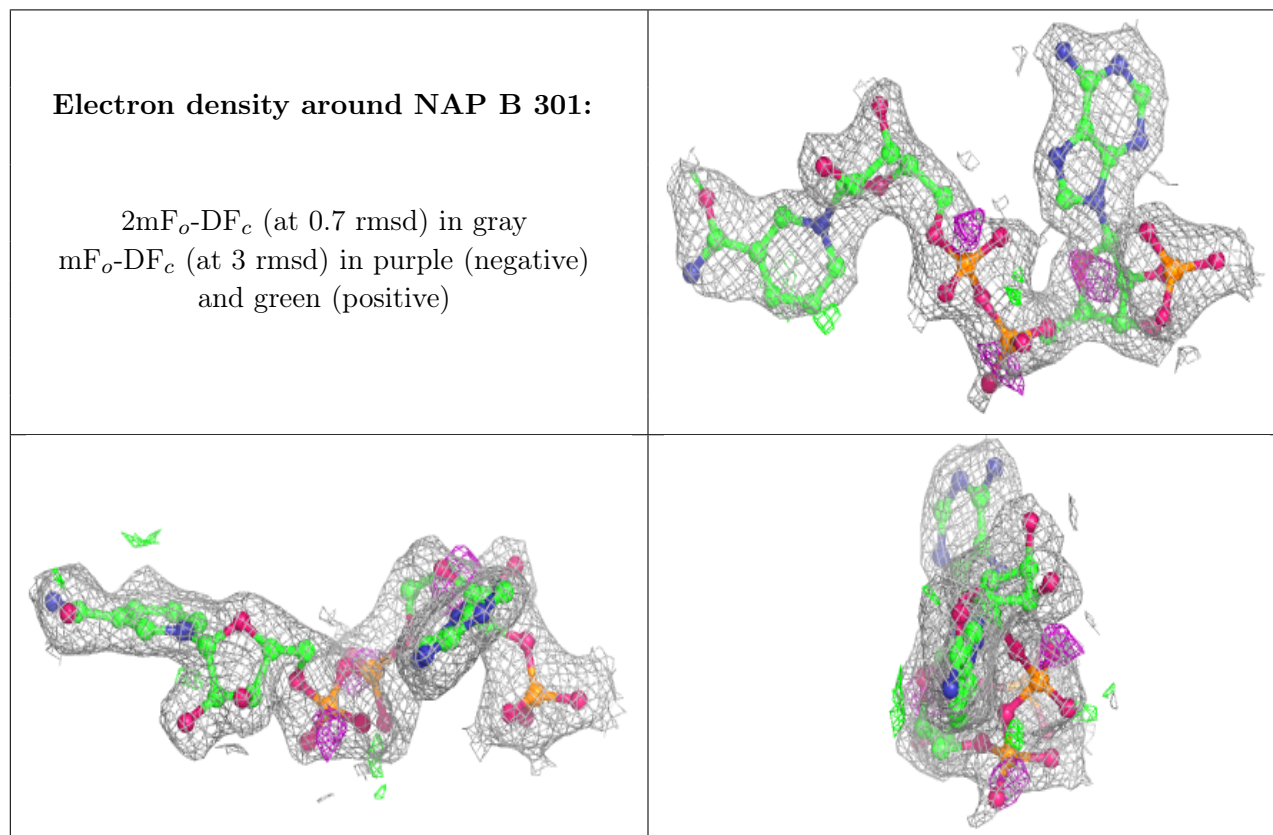 Electron density around NAP B 301:
2mFₒ-DF𝒸 (at 0.7 rmsd) in gray
mFₒ-DF𝒸 (at 3 rmsd) in purple (negative)
and green (positive)